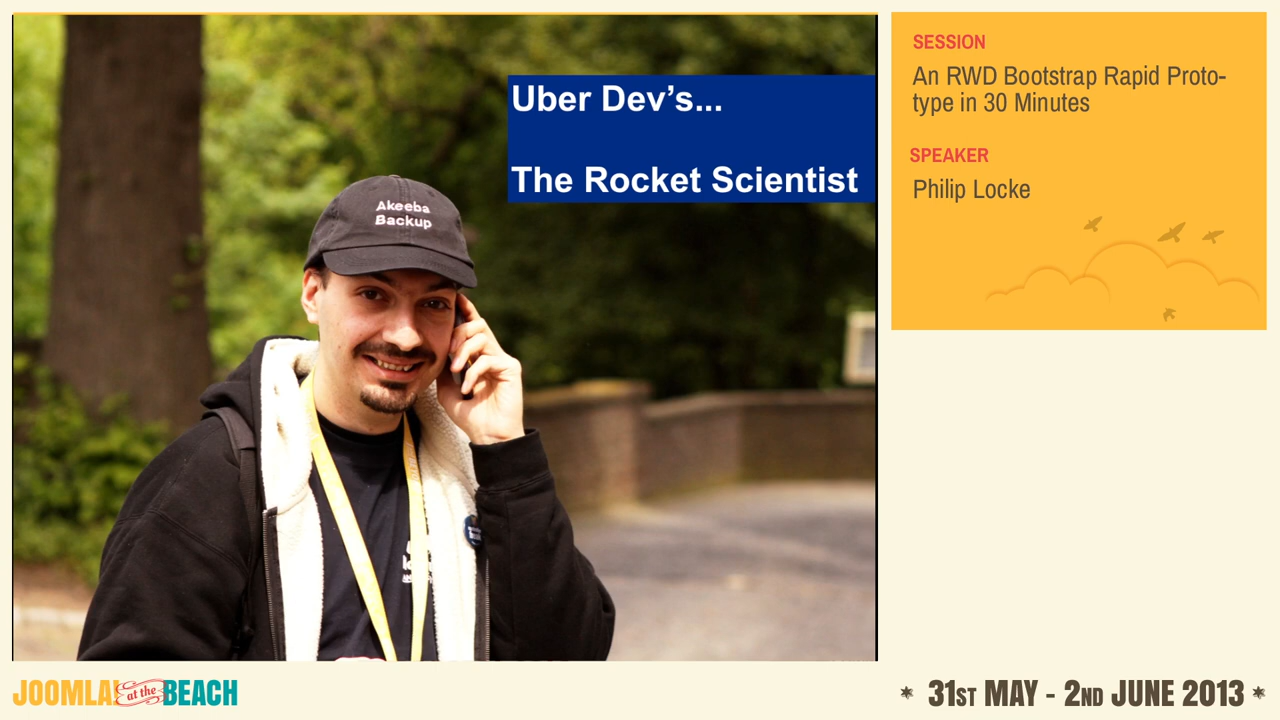 Uber Dev’s...
The Rocket Scientist
Akeeba
Backup
SESSION
An RWD Bootstrap Rapid Proto-
type in 30 Minutes
SPEAKER
Philip Locke
JOOMLA! at the BEACH
* 31ST MAY - 2ND JUNE 2013 *